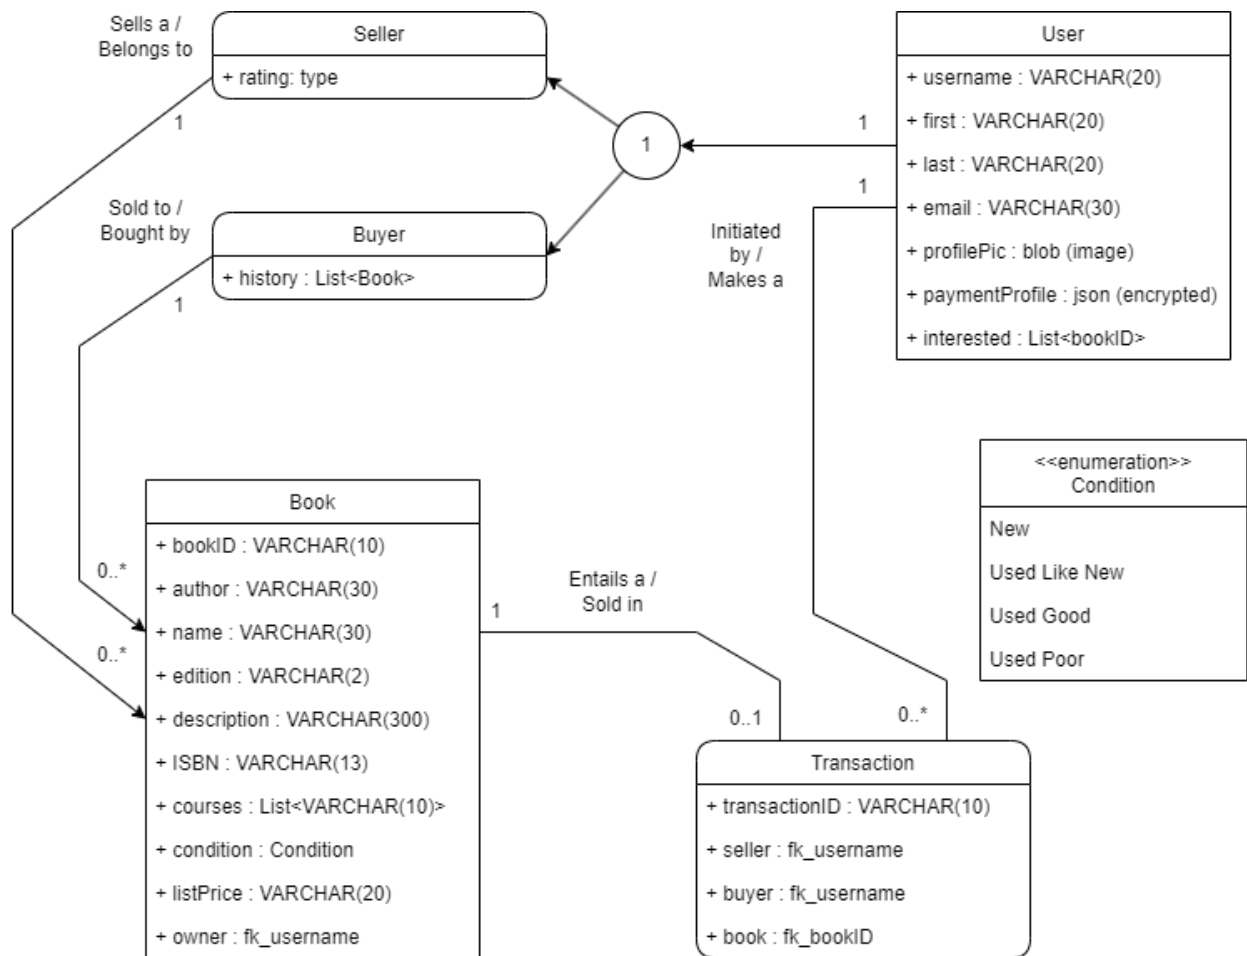 Sells a /
Belongs to
Seller
+ rating: type
1
User
+ username : VARCHAR(20)
+ first : VARCHAR(20)
+ last : VARCHAR(20)
+ email : VARCHAR(30)
+ profilePic : blob (image)
+ paymentProfile : json (encrypted)
+ interested : List<bookID>
1
1
1
Initiated
by /
Makes a
Sold to /
Bought by
Buyer
+ history : List<Book>
1
<<enumeration>>
Condition
New
Used Like New
Used Good
Used Poor
Book
+ bookID : VARCHAR(10)
+ author : VARCHAR(30)
+ name : VARCHAR(30)
+ edition : VARCHAR(2)
+ description : VARCHAR(300)
+ ISBN : VARCHAR(13)
+ courses : List<VARCHAR(10)>
+ condition : Condition
+ listPrice : VARCHAR(20)
+ owner : fk_username
0..*
0..*
1
Entails a /
Sold in
0..1
0..*
Transaction
+ transactionID : VARCHAR(10)
+ seller : fk_username
+ buyer : fk_username
+ book : fk_bookID